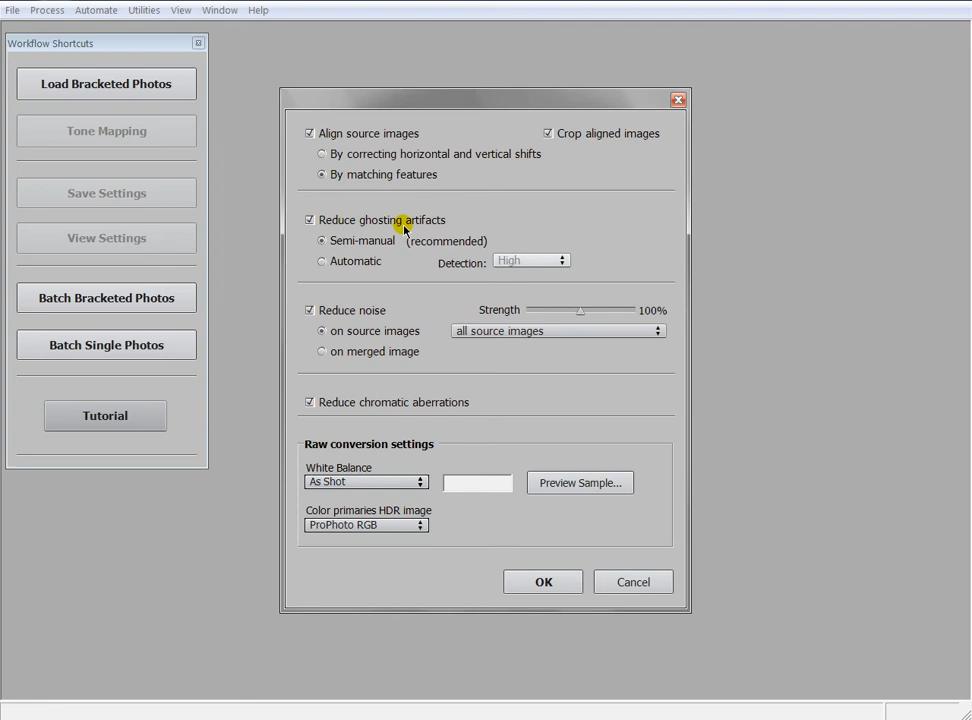 File Process Automate Utilities View Window Help
Workflow Shortcuts
Load Bracketed Photos
Tone Mapping
Save Settings
View Settings
Batch Bracketed Photos
Batch Single Photos
Tutorial
Align source images Crop aligned images
By correcting horizontal and vertical shifts
By matching features
Reduce ghosting artifacts
Semi-manual (recommended)
Automatic Detection: High
Reduce noise Strength 100%
on source images all source images
on merged image
Reduce chromatic aberrations
Raw conversion settings
White Balance
As Shot Preview Sample...
Color primaries HDR image
ProPhoto RGB
OK Cancel